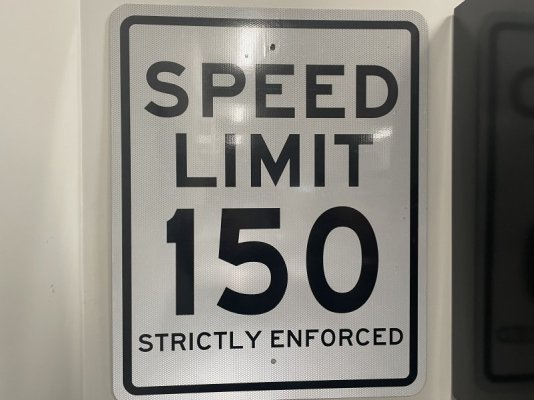 SPEED
LIMIT
150
STRICTLY ENFORCED